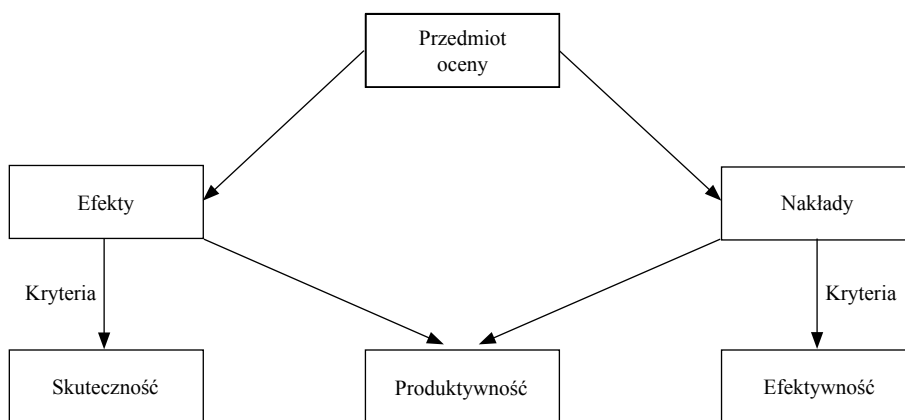 Przedmiot
oceny
Efekty
Nakłady
Kryteria
Kryteria
Skuteczność
Produktywność
Efektywność